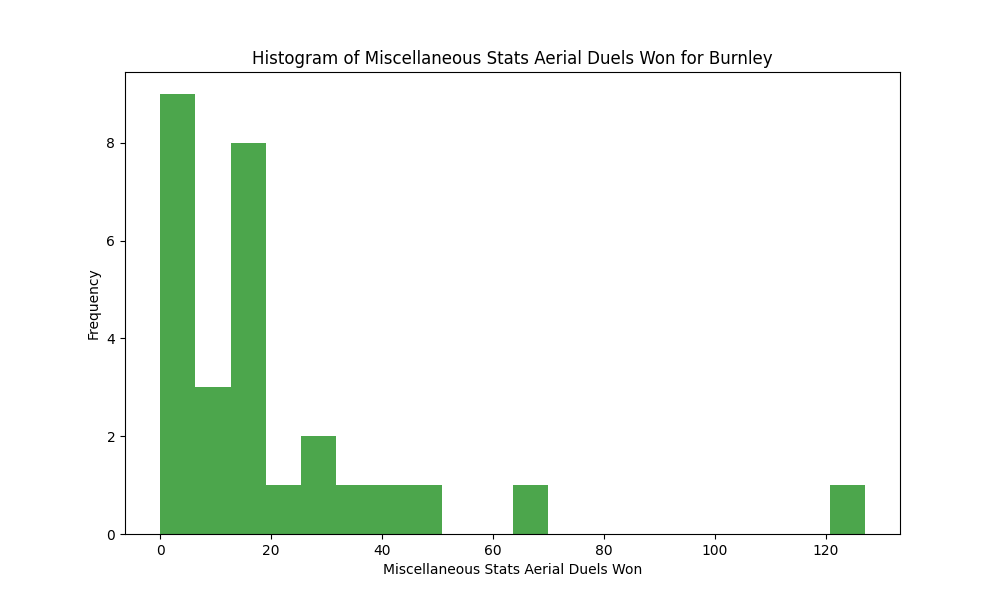 Histogram of Miscellaneous Stats Aerial Duels Won for Burnley
Frequency
8
6
4
2
0
0 20 40 60 80 100 120
Miscellaneous Stats Aerial Duels Won